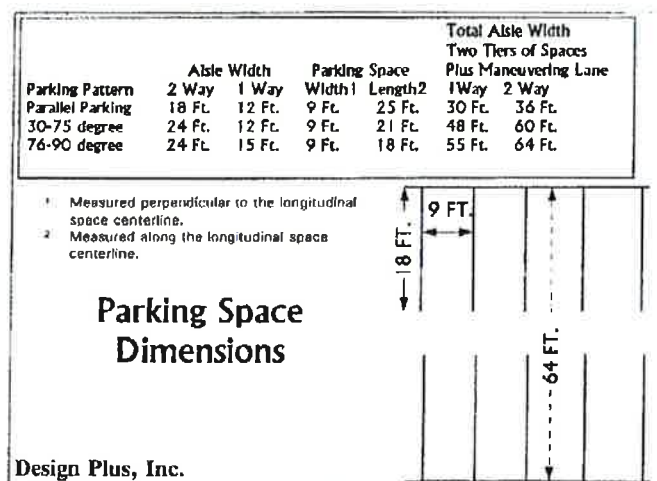 Total Aisle Width
Two Tiers of Spaces
Aisle Width Parking Space Plus Maneuvering Lane
Parking Pattern 2 Way 1 Way Width1 Length2 1Way 2 Way
Parallel Parking 18 Ft. 12 Ft. 9 Ft. 25 Ft. 30 Ft. 36 Ft.
30-75 degree 24 Ft. 12 Ft. 9 Ft. 21 Ft. 48 Ft. 60 Ft.
76-90 degree 24 Ft. 15 Ft. 9 Ft. 18 Ft. 55 Ft. 64 Ft.
1 Measured perpendicular to the longitudinal
space centerline.
2 Measured along the longitudinal space
centerline.
9 FT.
18 FT.
64 FT.
Parking Space
Dimensions
Design Plus, Inc.